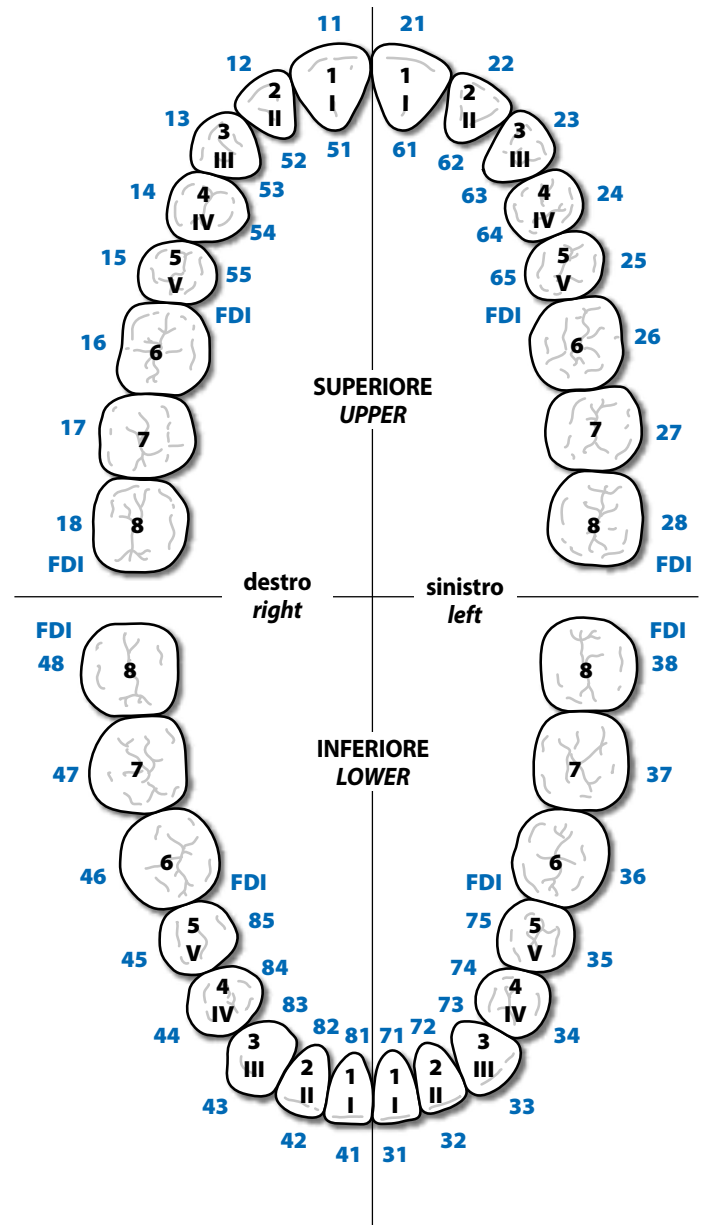 11 21
12 1 1 22
2 I I 2
13 II II 23
3 52 51 61 62 3
III III
14 4 53 63 4 24
IV 54 64 IV
15 5 55 65 5 25
V V
FDI FDI
16 6 6 26
SUPERIORE
UPPER
17 7 7 27
18 8 8 28
FDI FDI
destro sinistro
right left
FDI FDI
48 8 8 38
INFERIORE
LOWER
47 7 7 37
46 6 6 36
FDI FDI
5 85 75 5
45 V V 35
84 74
4 4
IV 83 73 IV
44 82 81 71 72 34
3 3
III 2 1 1 2 III
43 II I I II 33
42 32
41 31